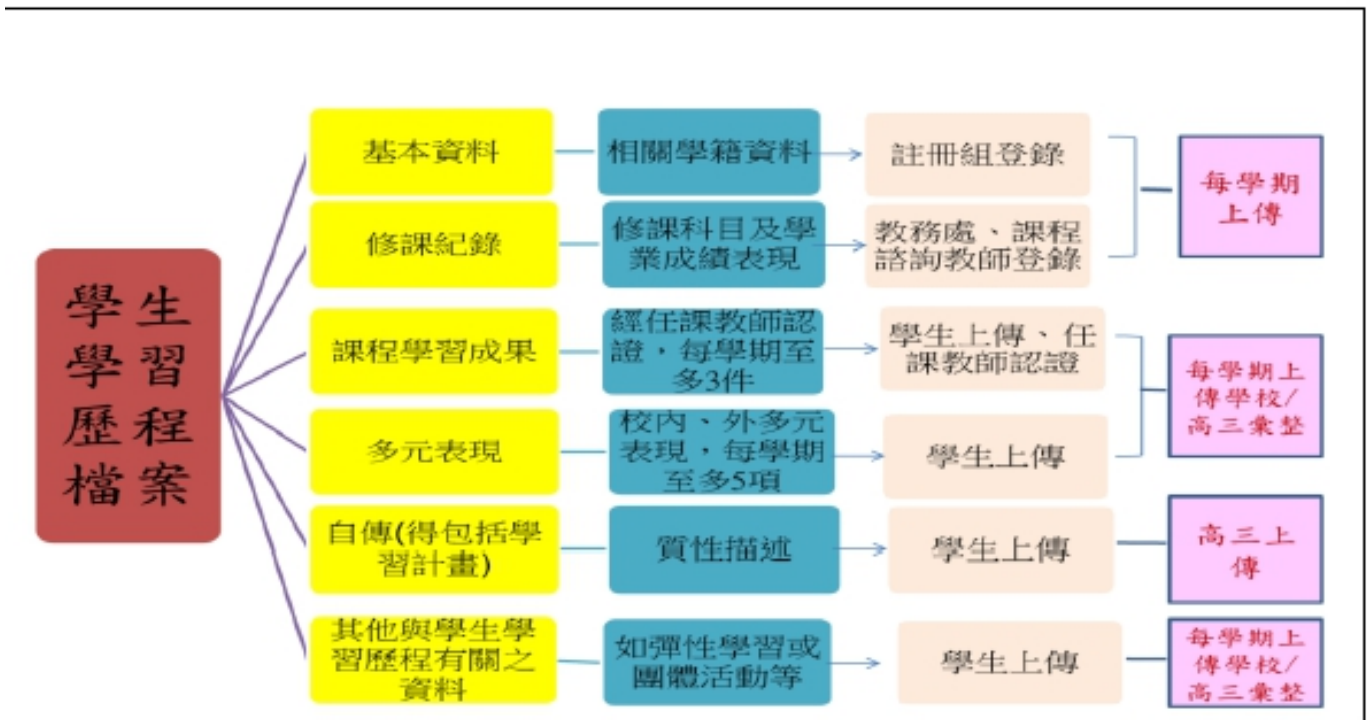 學生
學習
歷程
檔案
基本資料
相關學籍資料
註冊組登錄
修課紀錄
修課科目及學
業成績表現
教務處、課程
諮詢教師登錄
每學期
上傳
課程學習成果
經任課教師認
證，每學期至
多3件
學生上傳、任
課教師認證
多元表現
校內、外多元
表現，每學期
至多5項
學生上傳
每學期上
傳學校/
高三彙整
自傳(得包括學
習計畫)
質性描述
學生上傳
高三上
傳
其他與學生學
習歷程有關之
資料
如彈性學習或
團體活動等
學生上傳
每學期上
傳學校/
高三彙整